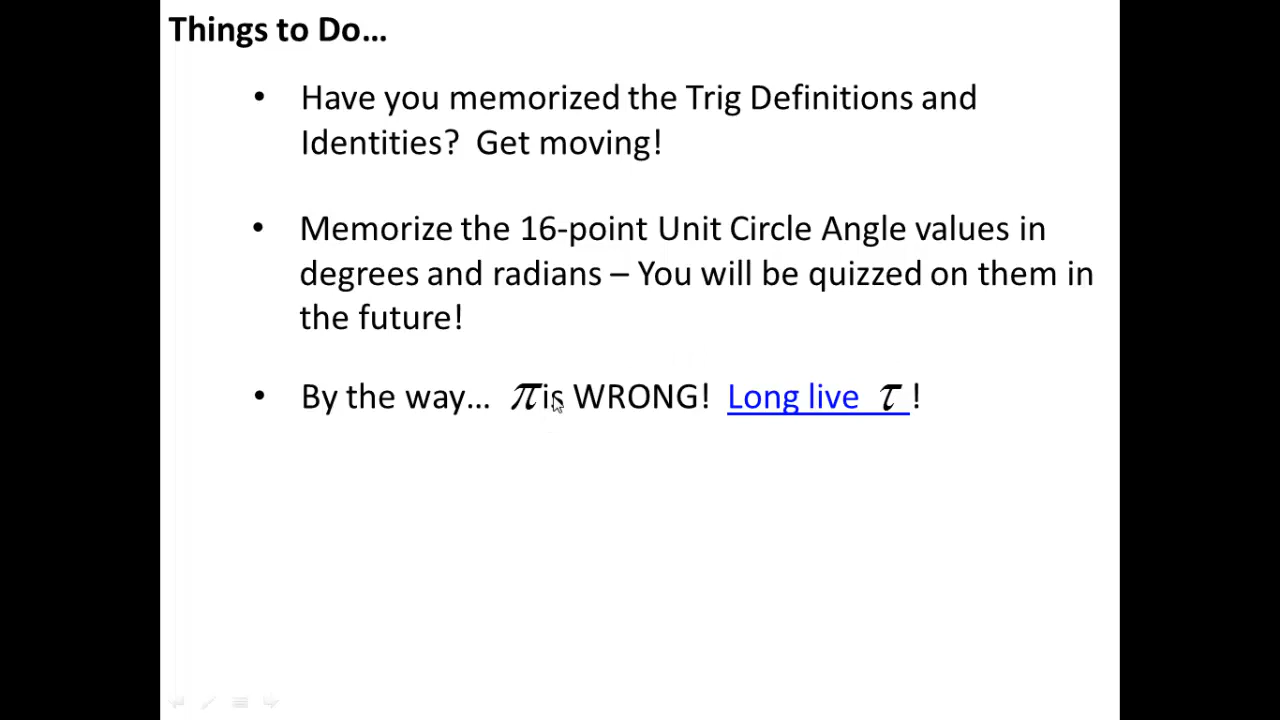 Things to Do…
• Have you memorized the Trig Definitions and
Identities? Get moving!
• Memorize the 16-point Unit Circle Angle values in
degrees and radians – You will be quizzed on them in
the future!
• By the way… π is WRONG! Long live τ !